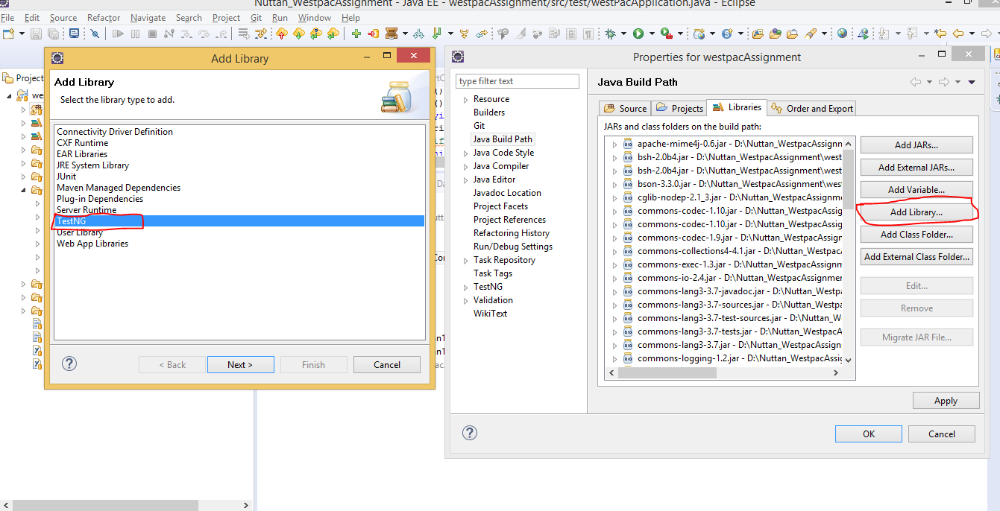 Nuttan_WestpacAssignment - Java EE - westpacAssignment/src/test/westPacApplication.java - Eclipse
File Edit Source Refactor Navigate Search Project Git Run Window Help
Project
we
Add Library
Add Library
Select the library type to add.
Connectivity Driver Definition
CXF Runtime
EAR Libraries
JRE System Library
JUnit
Maven Managed Dependencies
Plug-in Dependencies
Server Runtime
TestNG
User Library
Web App Libraries
< Back
Next >
Finish
Cancel
Properties for westpacAssignment
type filter text
Resource
Builders
Git
Java Build Path
Java Code Style
Java Compiler
Java Editor
Javadoc Location
Project Facets
Project References
Refactoring History
Run/Debug Settings
Task Repository
Task Tags
TestNG
Validation
WikiText
Java Build Path
Source
Projects
Libraries
Order and Export
JARs and class folders on the build path:
apache-mime4j-0.6.jar - D:\Nuttan_WestpacAssignm
bsh-2.0b4.jar - D:\Nuttan_WestpacAssignment\west
bsh-2.0b4.jar - D:\Nuttan_WestpacAssignment\west
bson-3.3.0.jar - D:\Nuttan_WestpacAssignment\wes
cglib-nodep-2.1_3.jar - D:\Nuttan_WestpacAssignm
commons-codec-1.10.jar - D:\Nuttan_WestpacAssign
commons-codec-1.10.jar - D:\Nuttan_WestpacAssign
commons-codec-1.9.jar - D:\Nuttan_WestpacAssignm
commons-collections4-4.1.jar - D:\Nuttan_WestpacA
commons-exec-1.3.jar - D:\Nuttan_WestpacAssignm
commons-io-2.4.jar - D:\Nuttan_WestpacAssignmer
commons-lang3-3.7-javadoc.jar - D:\Nuttan_Westpa
commons-lang3-3.7-sources.jar - D:\Nuttan_Westpa
commons-lang3-3.7-test-sources.jar - D:\Nuttan_W
commons-lang3-3.7-tests.jar - D:\Nuttan_WestpacA
commons-lang3-3.7.jar - D:\Nuttan_WestpacAssign
commons-logging-1.2.jar - D:\Nuttan_WestpacAssig
Add JARs...
Add External JARs...
Add Variable...
Add Library...
Add Class Folder...
Add External Class Folder...
Edit...
Remove
Migrate JAR File...
Apply
OK
Cancel